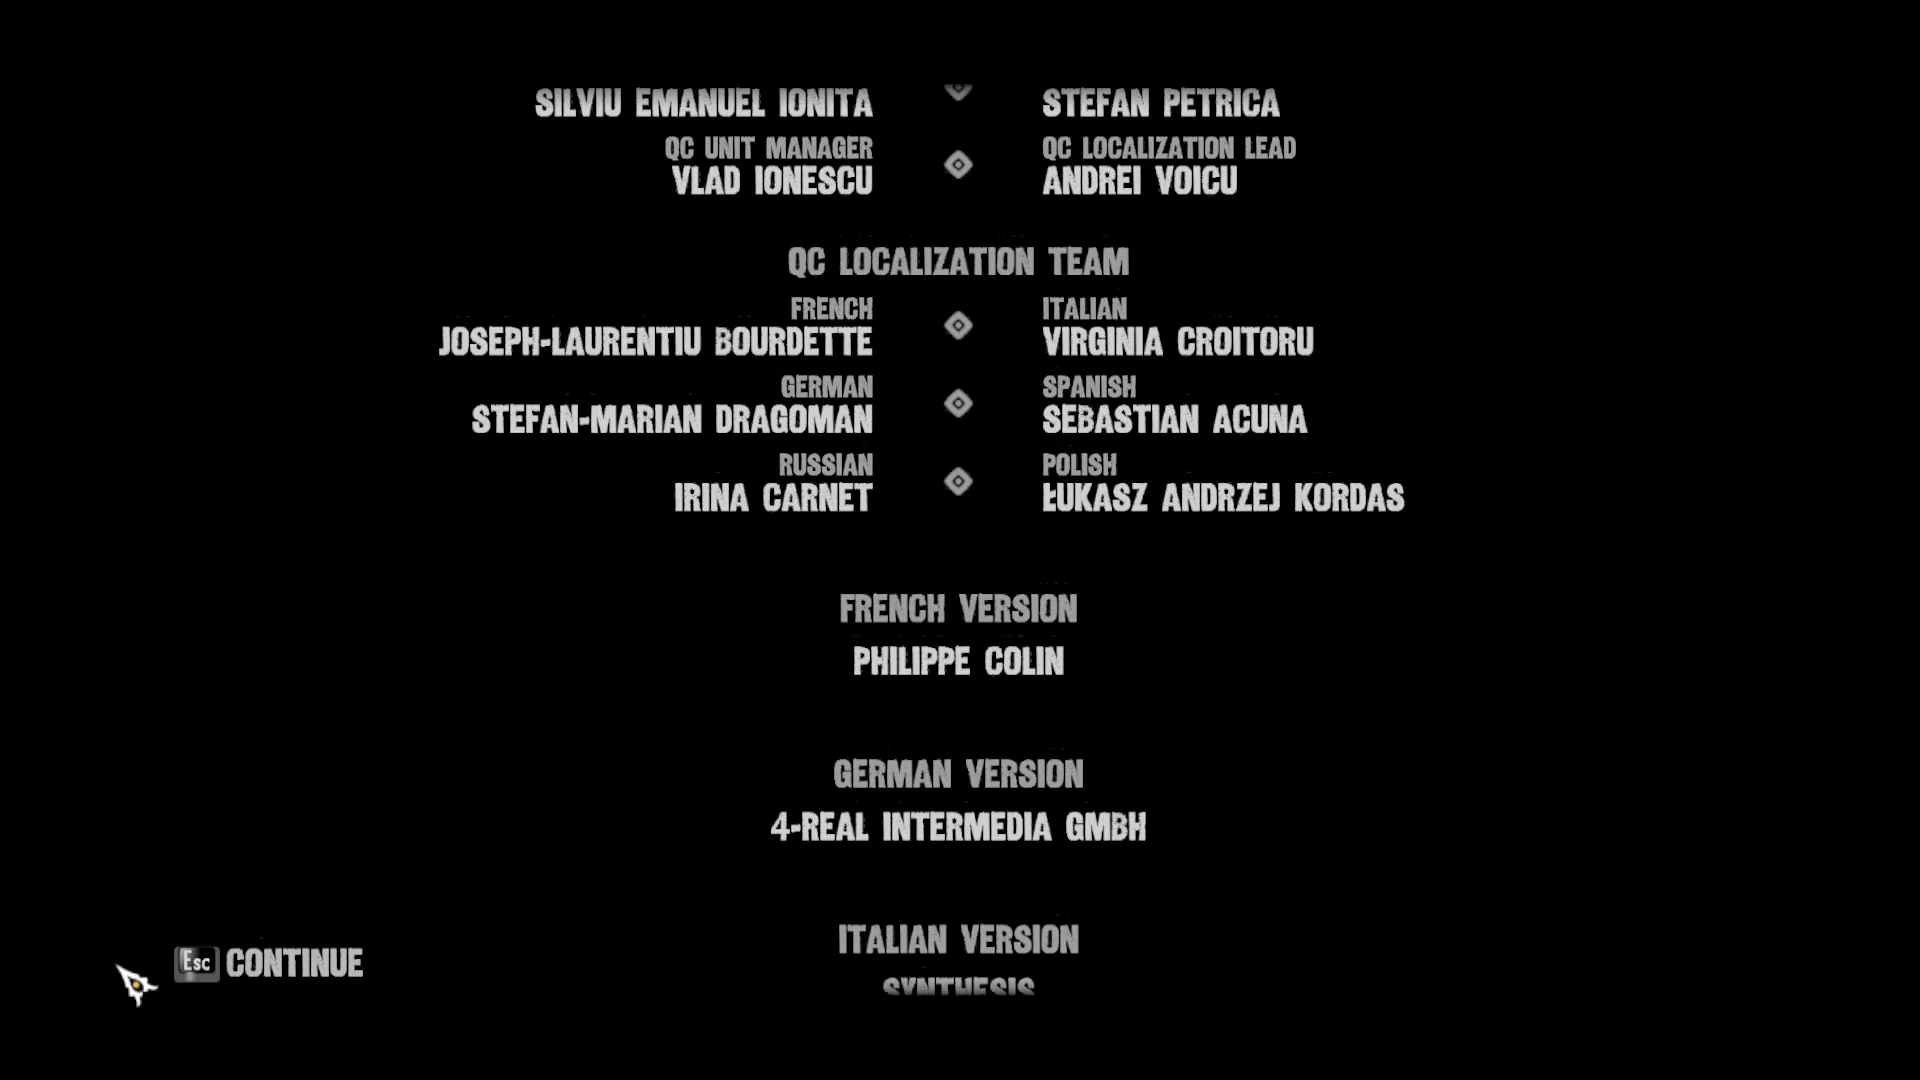 SILVIU EMANUEL IONITA
STEFAN PETRICA
QC UNIT MANAGER
VLAD IONESCU
QC LOCALIZATION LEAD
ANDREI VOICU
QC LOCALIZATION TEAM
FRENCH
JOSEPH-LAURENTIU BOURDETTE
ITALIAN
VIRGINIA CROITORU
GERMAN
STEFAN-MARIAN DRAGOMAN
SPANISH
SEBASTIAN ACUNA
RUSSIAN
IRINA CARNET
POLISH
ŁUKASZ ANDRZEJ KORDAS
FRENCH VERSION
PHILIPPE COLIN
GERMAN VERSION
4-REAL INTERMEDIA GMBH
ITALIAN VERSION
SYNTHESIS
Esc CONTINUE